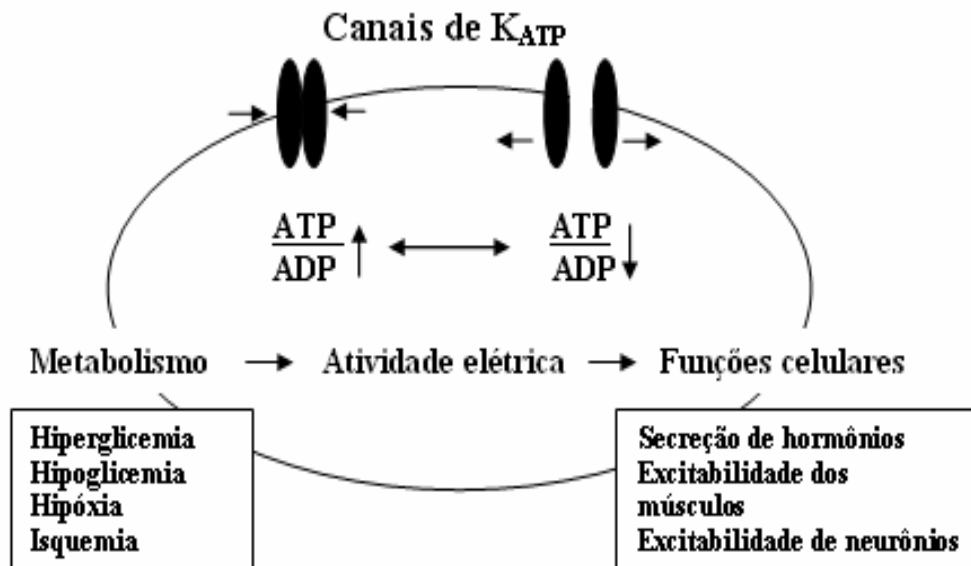 Canais de KATP
ATP
ADP
ATP
ADP
Metabolismo
Atividade elétrica
Funções celulares
Hiperglicemia
Hipoglicemia
Hipóxia
Isquemia
Secreção de hormônios
Excitabilidade dos
músculos
Excitabilidade de neurônios